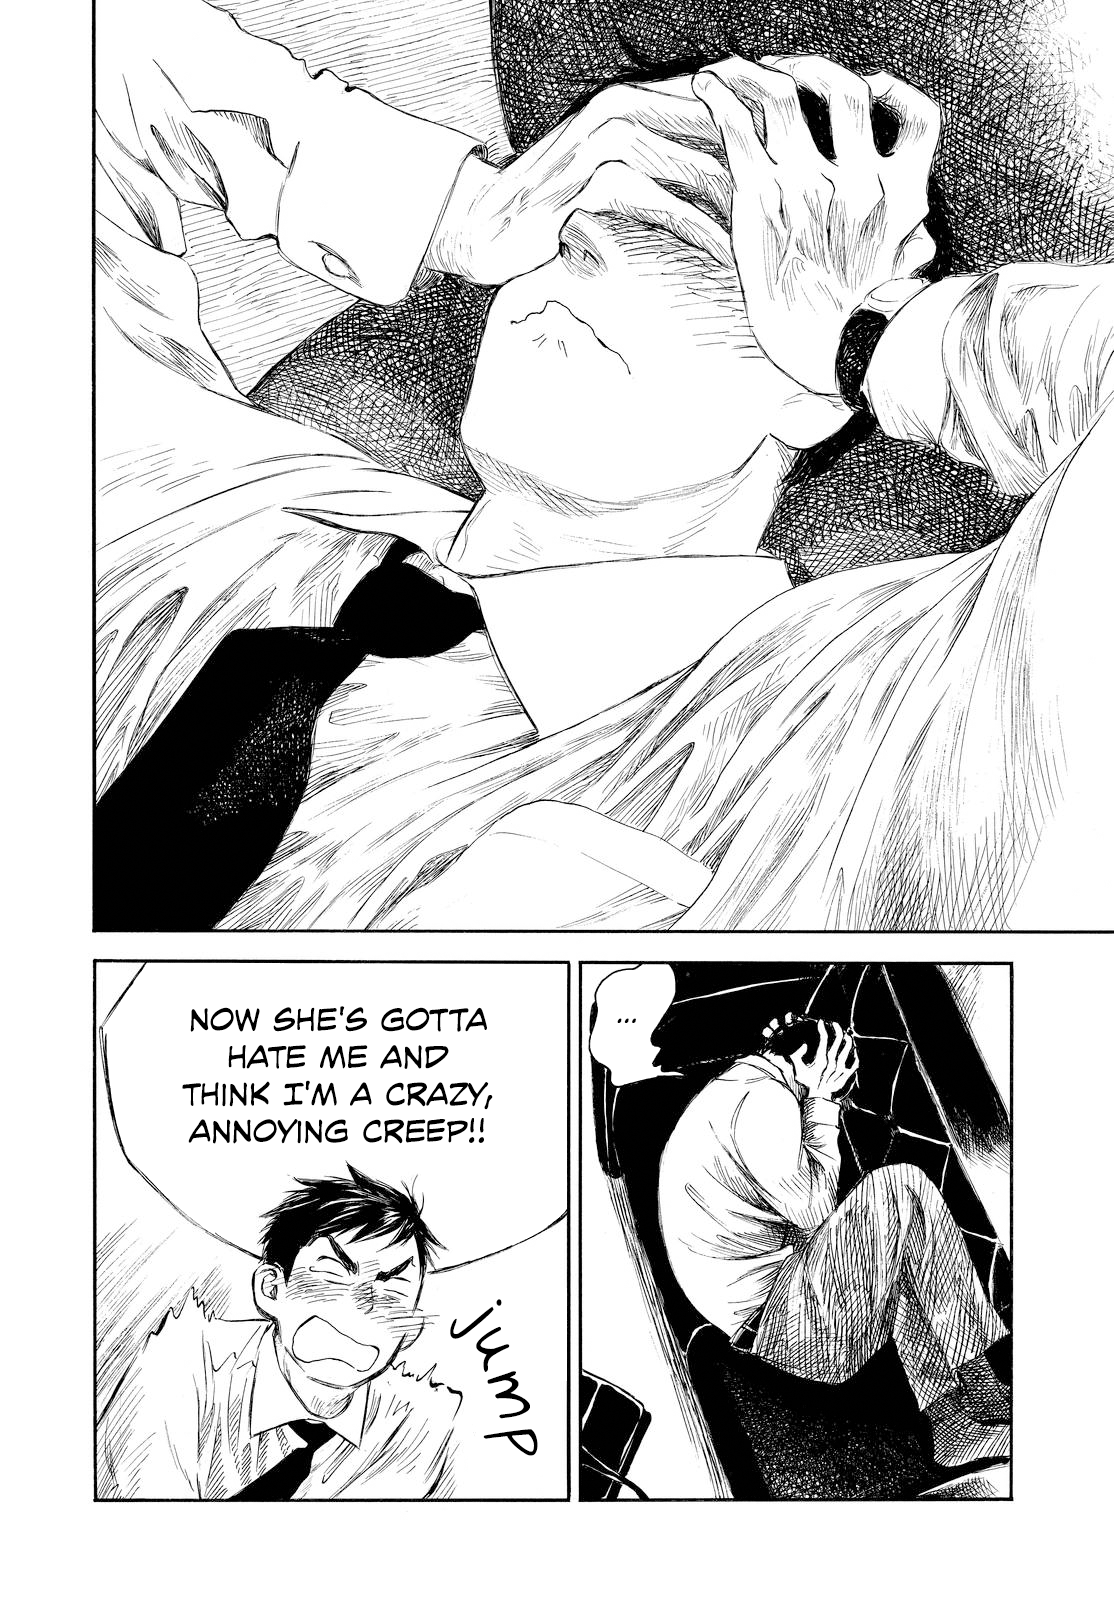 ...
NOW SHE'S GOTTA
HATE ME AND
THINK I'M A CRAZY,
ANNOYING CREEP!!
JUMP